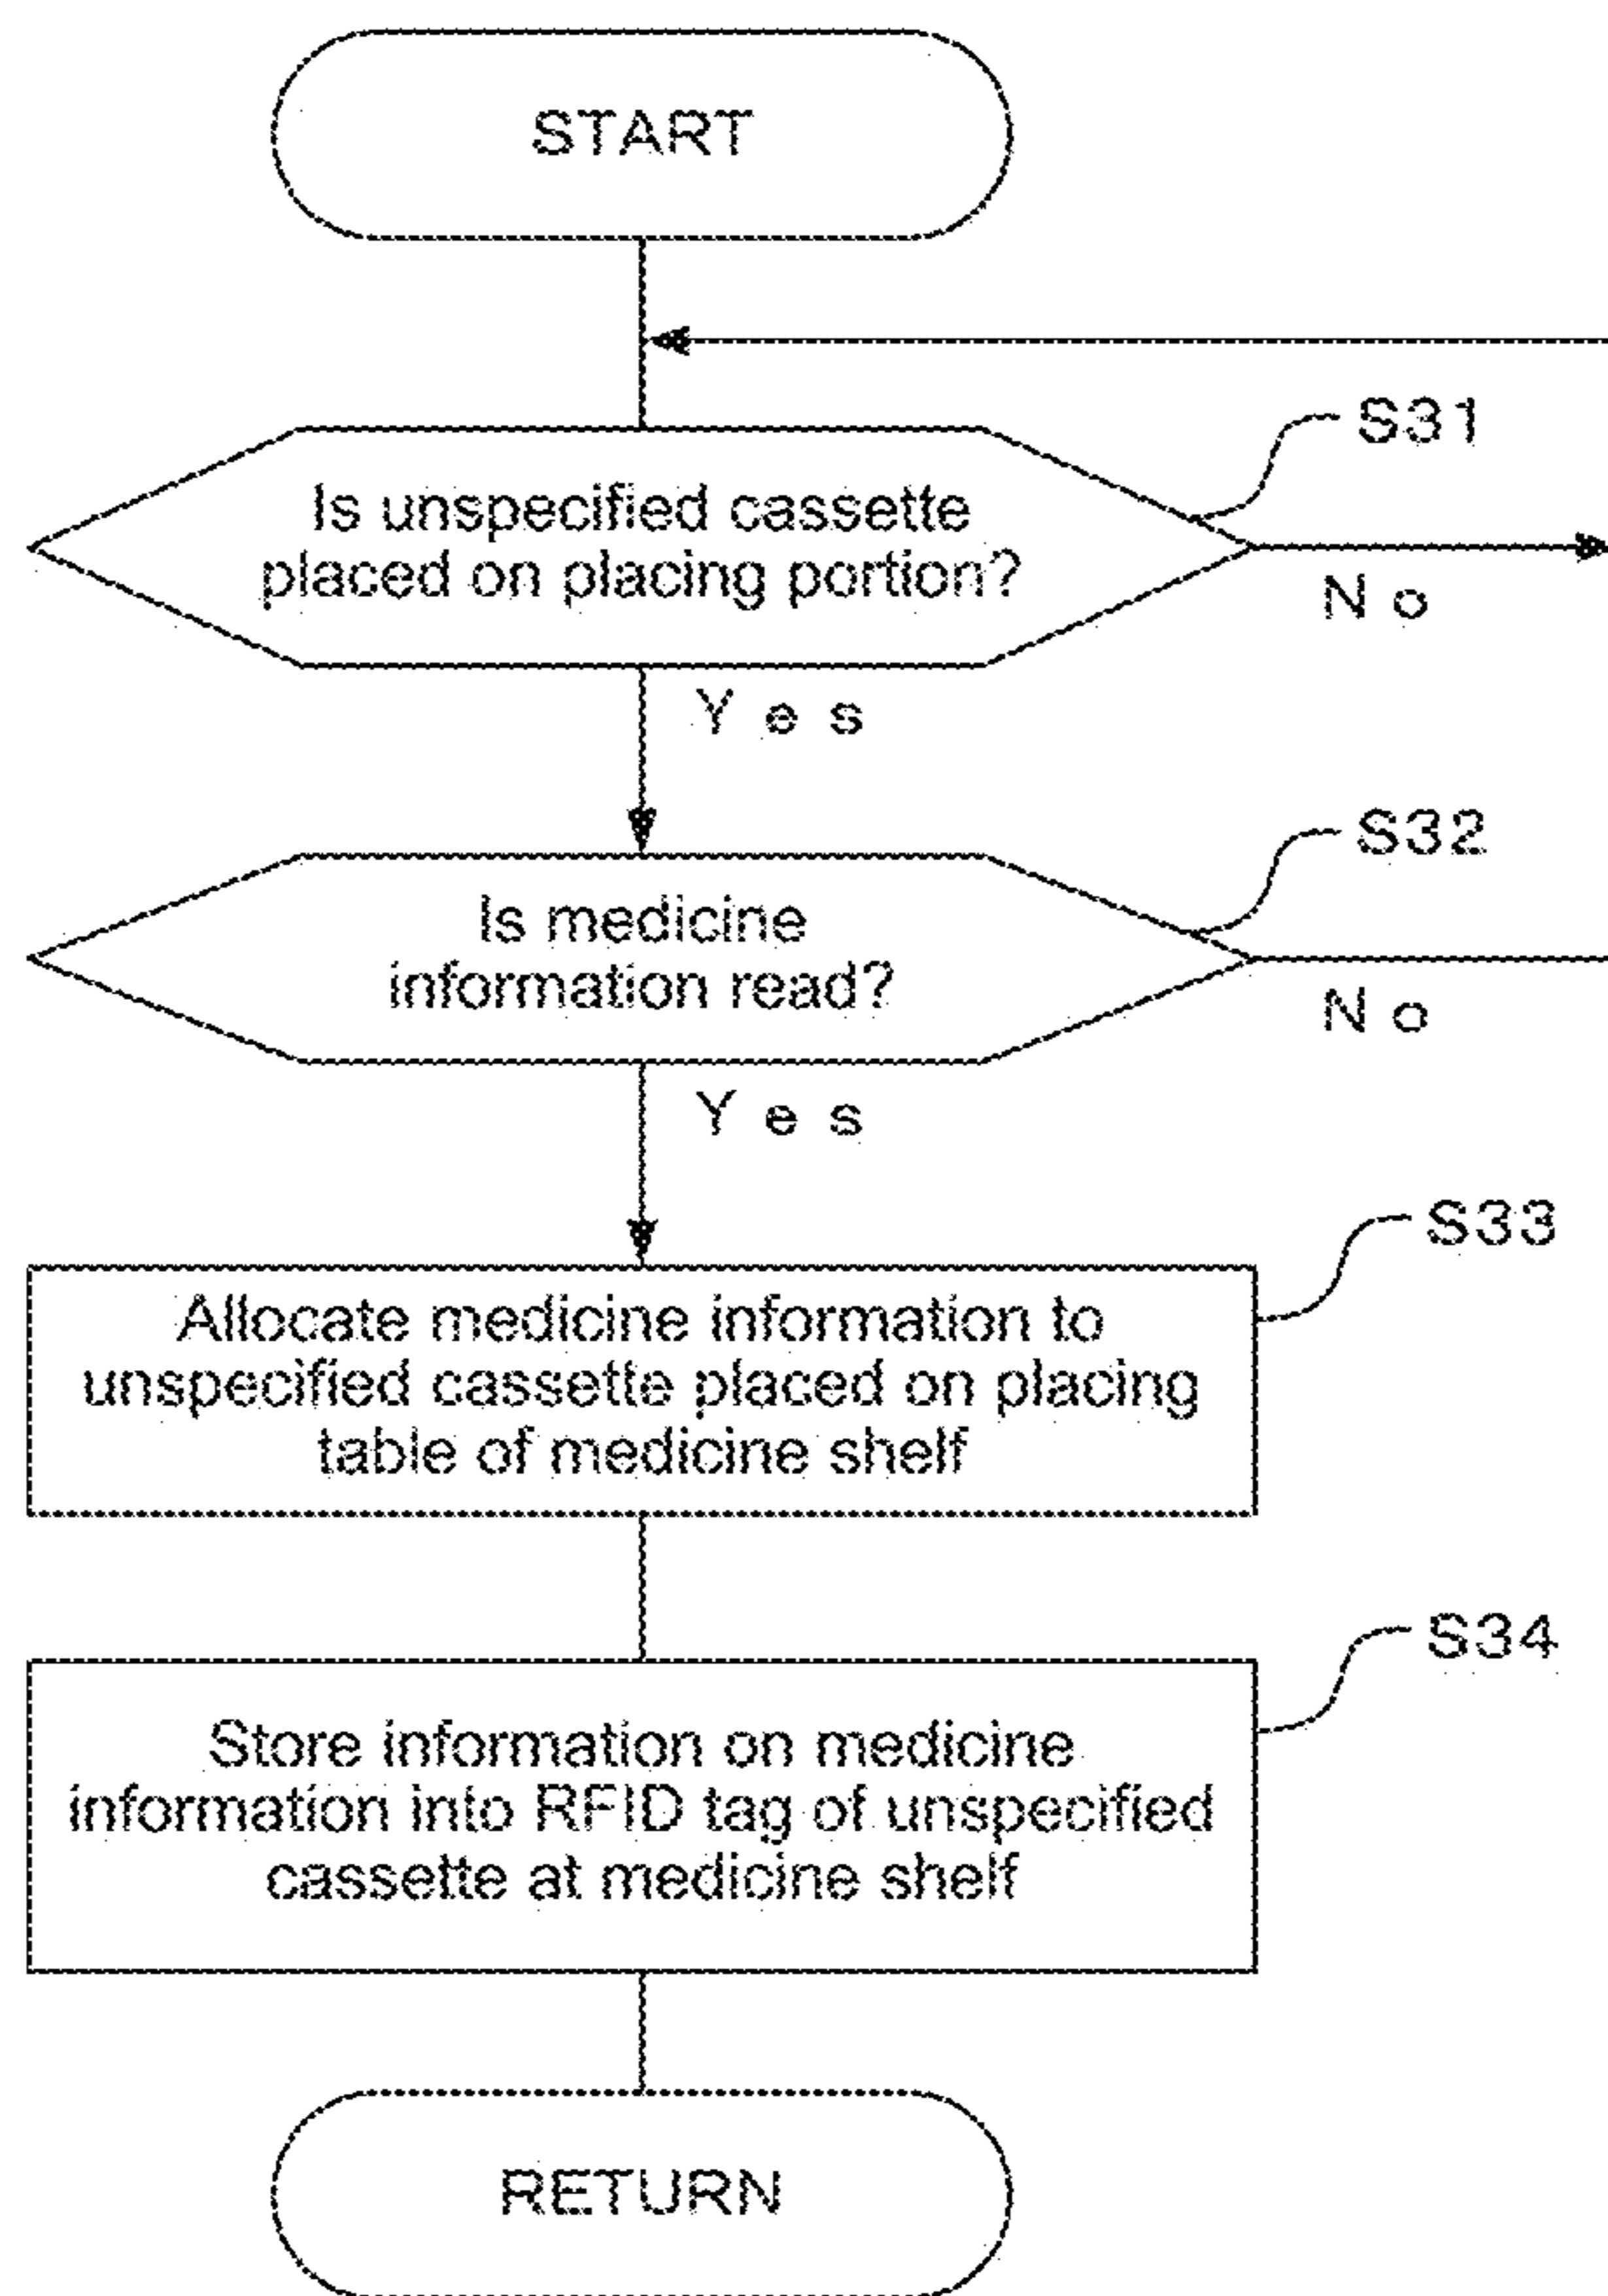 START
S31
Is unspecified cassette
placed on placing portion?
No
Yes
S32
Is medicine
information read?
No
Yes
S33
Allocate medicine information to
unspecified cassette placed on placing
table of medicine shelf
S34
Store information on medicine
information into RFID tag of unspecified
cassette at medicine shelf
RETURN